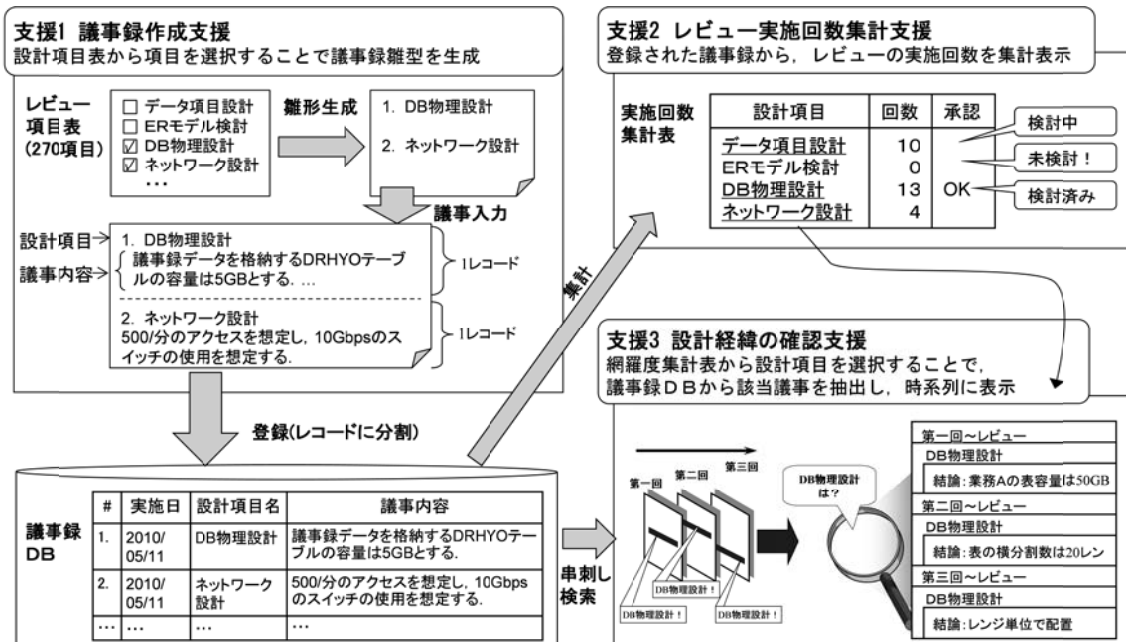 支援1 議事録作成支援
設計項目表から項目を選択することで議事録雛型を生成
レビュー
項目表
(270項目)
データ項目設計
ERモデル検討
DB物理設計
ネットワーク設計
…
雛形生成
1. DB物理設計
2. ネットワーク設計
議事入力
設計項目
議事内容
1. DB物理設計
議事録データを格納するDRHYOテーブ
ルの容量は5GBとする. …
1レコード
2. ネットワーク設計
500/分のアクセスを想定し, 10Gbpsのス
イッチの使用を想定する.
1レコード
登録(レコードに分割)
議事録
DB
# 実施日 設計項目名 議事内容
1. 2010/05/11 DB物理設計 議事録データを格納するDRHYOテー
ブルの容量は5GBとする.
2. 2010/05/11 ネットワーク設計 500/分のアクセスを想定し, 10Gbps
のスイッチの使用を想定する.
… … … …
集計
支援2 レビュー実施回数集計支援
登録された議事録から, レビューの実施回数を集計表示
実施回数
集計表
設計項目 回数 承認
データ項目設計 10
ERモデル検討 0
DB物理設計 13 OK
ネットワーク設計 4
検討中
未検討！
検討済み
支援3 設計経緯の確認支援
網羅度集計表から設計項目を選択することで,
議事録DBから該当議事を抽出し, 時系列に表示
串刺し
検索
第一回
第二回
第三回
DB物理設計！
DB物理設計！
DB物理設計！
DB物理設計
は?
第一回～レビュー
DB物理設計
結論:業務Aの表容量は50GB
第二回～レビュー
DB物理設計
結論:表の横分割数は20レン
第三回～レビュー
DB物理設計
結論:レンジ単位で配置